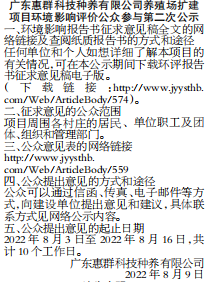 广东惠群科技种养有限公司养殖场扩建
项目环境影响评价公众参与第二次公示
一、环境影响报告书征求意见稿全文的网
络链接及查阅纸质报告书的方式和途径
任何单位和个人如想详细了解本项目的
有关情况,可在本公示期间下载环评报告
书征求意见稿电子版。
(下载链接:http://www.jyysthb.
com/Web/ArticleBody/574)。
二、征求意见的公众范围
项目周围各村庄的居民、单位职工及团
体、组织和管理部门。
三、公众意见表的网络链接
http://www.jyysthb.
com/Web/ArticleBody/559
四、公众提出意见的方式和途径
公众可以通过信函、传真、电子邮件等方
式,向建设单位提出意见和建议,具体联
系方式见网络公示内容。
五、公众提出意见的起止日期
2022年8月3日至2022年8月16日,共
计10个工作日。
广东惠群科技种养有限公司
2022年8月9日